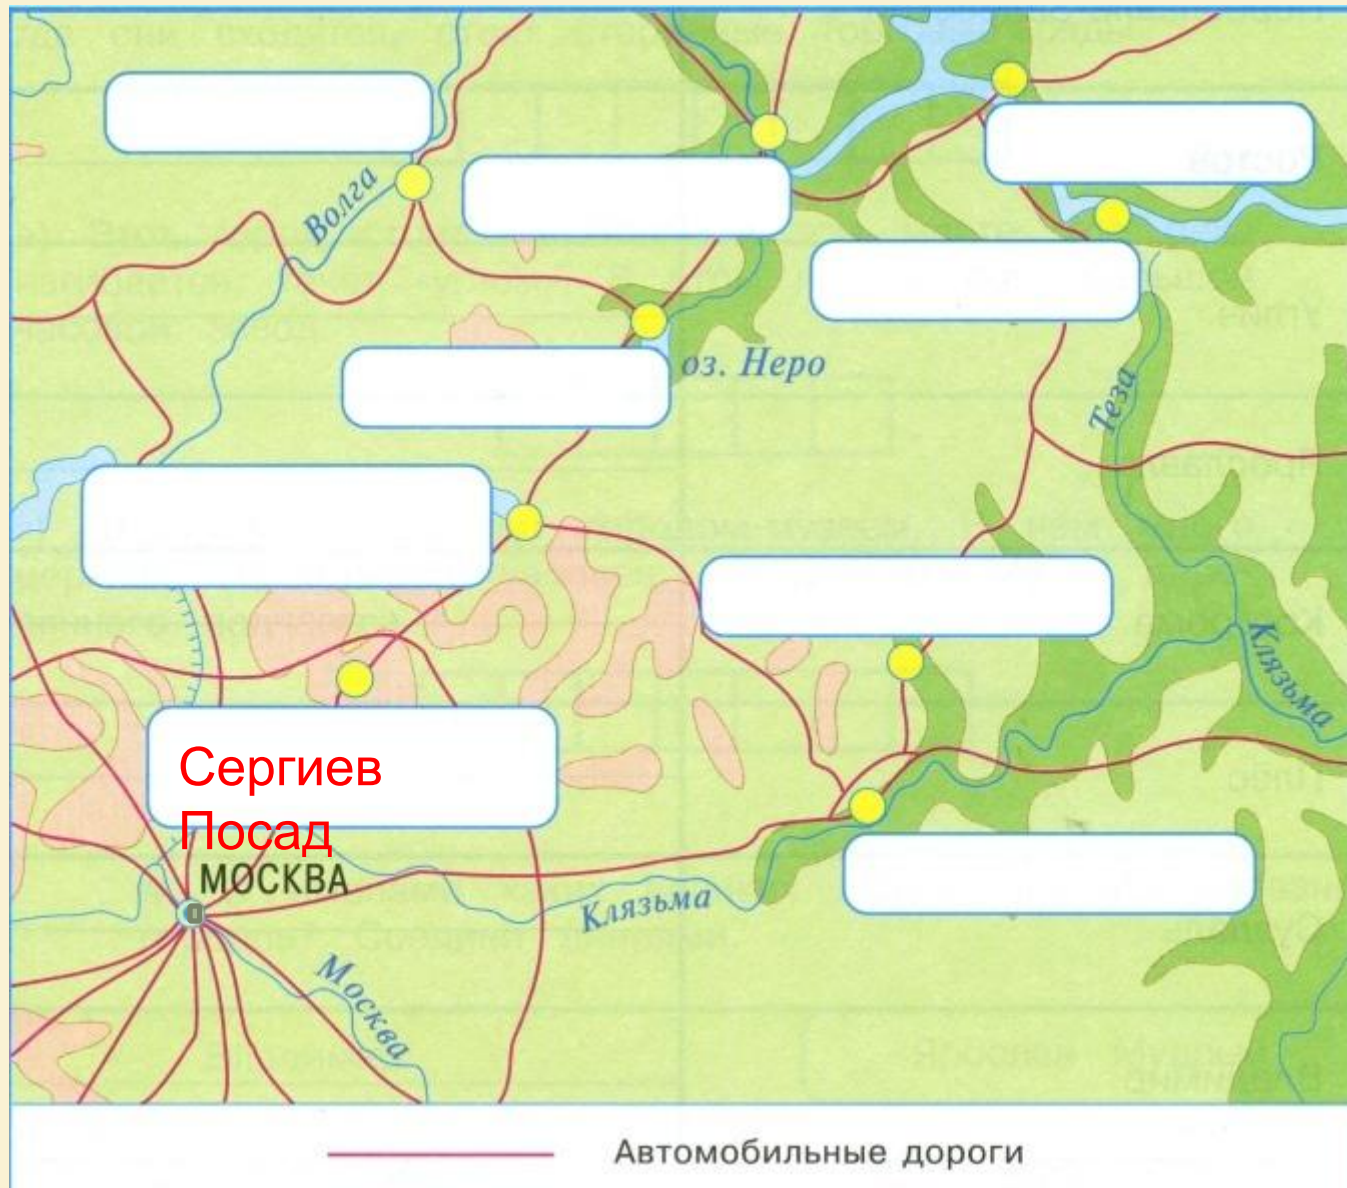 Волга
оз. Неро
Теза
Клязьма
Сергиев
Посад
МОСКВА
Клязьма
Москва
Автомобильные дороги